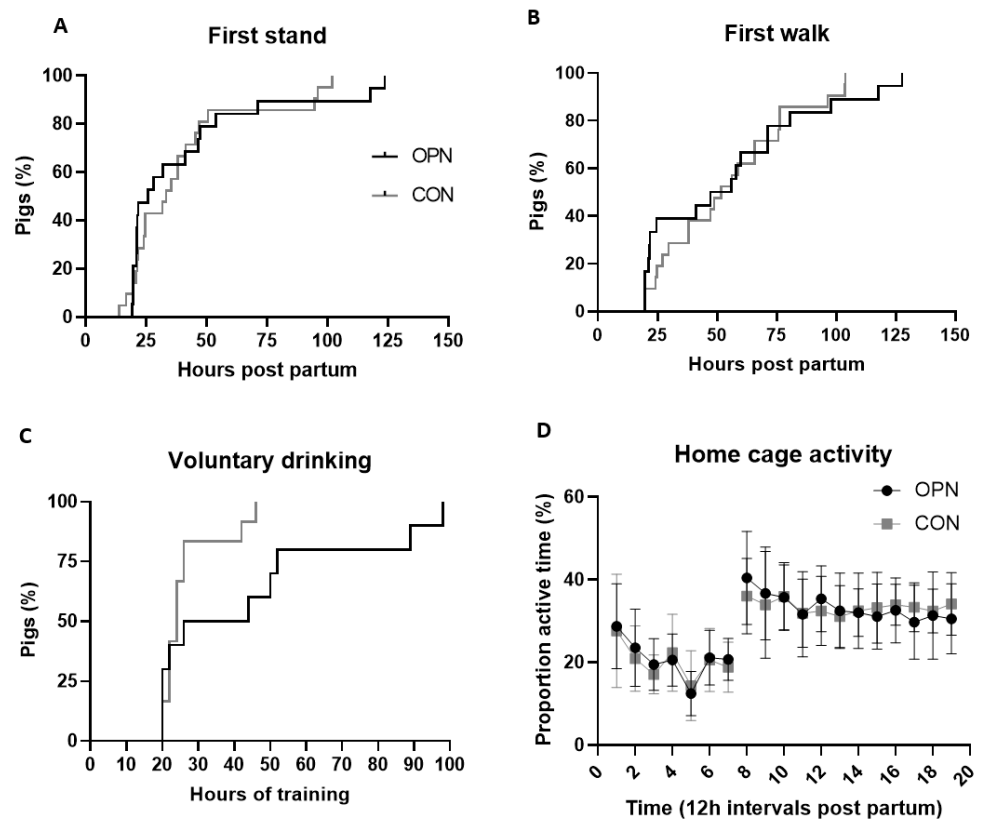 A
First stand
Pigs (%)
100
80
60
40
20
0
0 25 50 75 100 125 150
Hours post partum
OPN
CON
B
First walk
Pigs (%)
100
80
60
40
20
0
0 25 50 75 100 125 150
Hours post partum
C
Voluntary drinking
Pigs (%)
100
75
50
25
0
0 10 20 30 40 50 60 70 80 90 100
Hours of training
D
Home cage activity
OPN
CON
Proportion active time (%)
60
40
20
0
0 2 4 6 8 10 12 14 16 18 20
Time (12h intervals post partum)